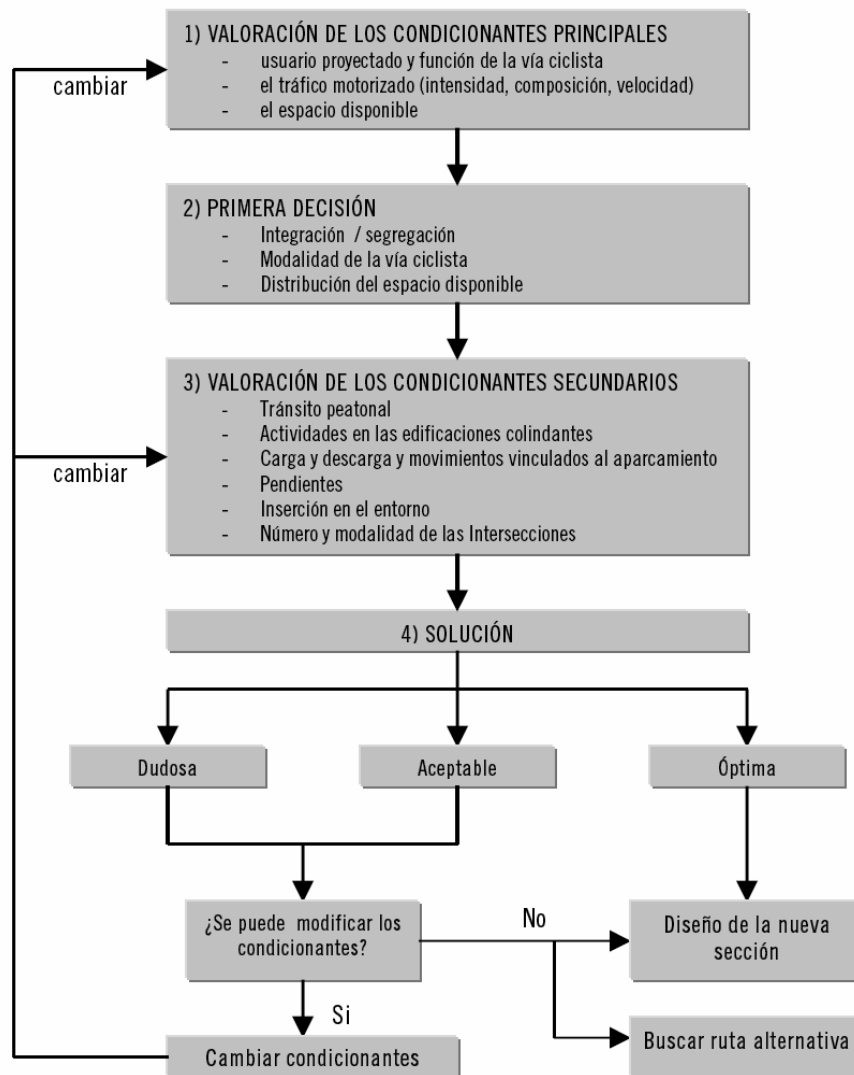 1) VALORACIÓN DE LOS CONDICIONANTES PRINCIPALES
- usuario proyectado y función de la vía ciclista
- el tráfico motorizado (intensidad, composición, velocidad)
- el espacio disponible
cambiar
2) PRIMERA DECISIÓN
- Integración / segregación
- Modalidad de la vía ciclista
- Distribución del espacio disponible
3) VALORACIÓN DE LOS CONDICIONANTES SECUNDARIOS
- Tránsito peatonal
- Actividades en las edificaciones colindantes
- Carga y descarga y movimientos vinculados al aparcamiento
- Pendientes
- Inserción en el entorno
- Número y modalidad de las Intersecciones
cambiar
4) SOLUCIÓN
Dudosa
Aceptable
Óptima
¿Se puede modificar los
condicionantes?
No
Diseño de la nueva
sección
Si
Cambiar condicionantes
Buscar ruta alternativa